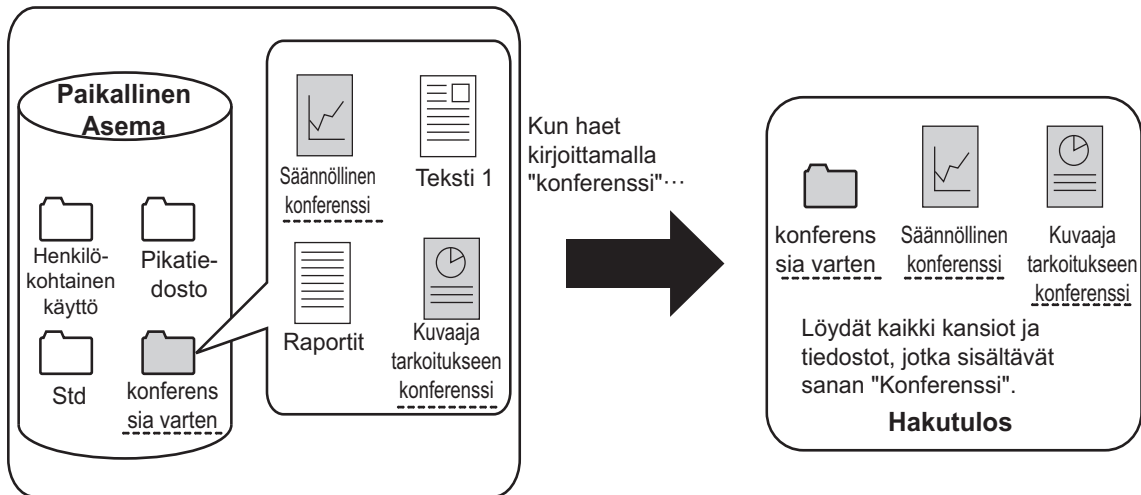 Paikallinen
Asema
Henkilö-
kohtainen
käyttö
Pikatie-
dosto
Std
konferens
sia varten
Säännöllinen
konferenssi
Teksti 1
Raportit
Kuvaaja
tarkoitukseen
konferenssi
Kun haet
kirjoittamalla
"konferenssi"···
konferens
sia varten
Säännöllinen
konferenssi
Kuvaaja
tarkoitukseen
konferenssi
Löydät kaikki kansiot ja
tiedostot, jotka sisältävät
sanan "Konferenssi".
Hakutulos